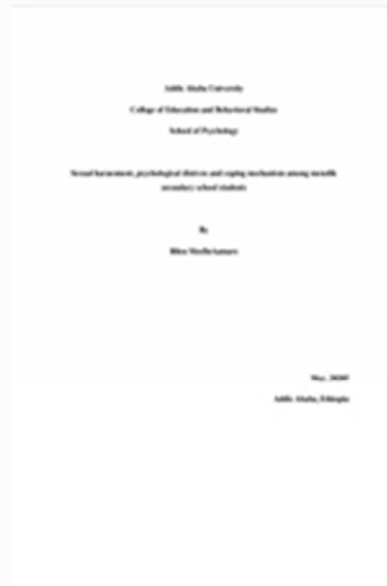 Addis Ababa University
College of Education and Behavioral Studies
School of Psychology
Sexual harassment, psychological distress and coping mechanism among menelik
secondary school students
By
May,
Addis Ababa, Ethiopia